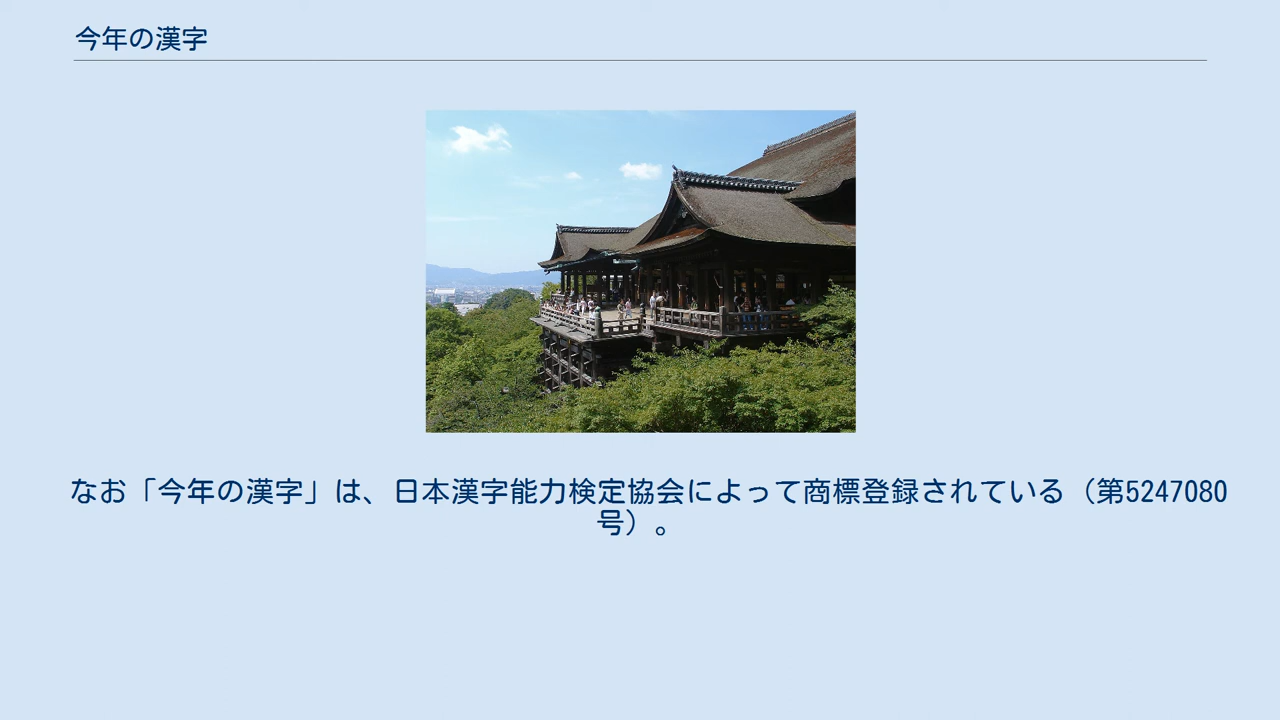 今年の漢字
なお「今年の漢字」は、日本漢字能力検定協会によって商標登録されている（第5247080
号）。